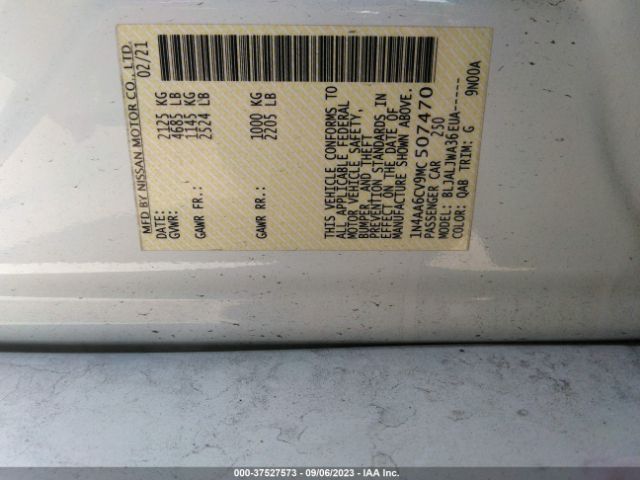 MFD BY NISSAN MOTOR CO., LTD.
DATE: 02/21
GVWR: 2125 KG
4685 LB
GAWR FR.: 1145 KG
2524 LB
GAWR RR.: 1000 KG
2205 LB
THIS VEHICLE CONFORMS TO
ALL APPLICABLE FEDERAL
MOTOR VEHICLE SAFETY,
BUMPER, AND THEFT
PREVENTION STANDARDS IN
EFFECT ON THE DATE OF
MANUFACTURE SHOWN ABOVE.
1N4AA6CV9MC507470
PASSENGER CAR Z50
MODEL: BLJALJWA36EUA-----
COLOR: QAB TRIM: G 9N00A
000-37527573 - 09/06/2023 - IAA Inc.